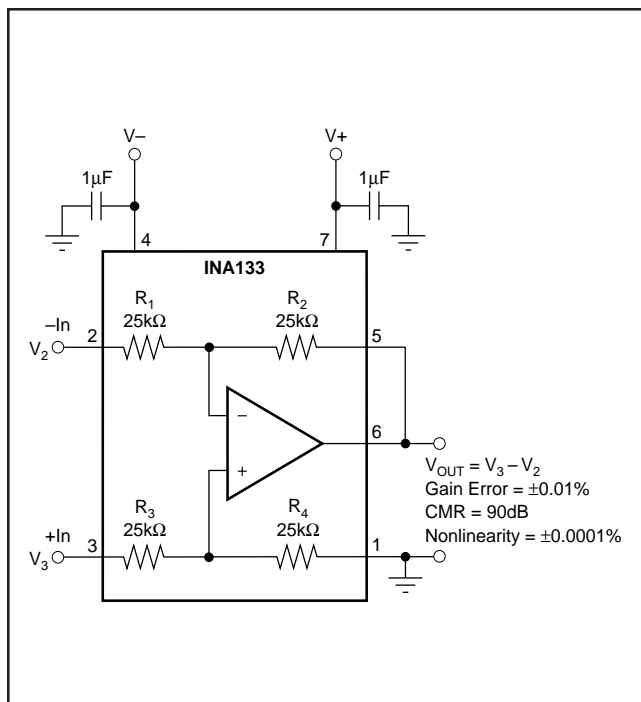 V–
V+
1µF
1µF
4
7
INA133
R1
R2
–In
25kΩ
25kΩ
2
5
V2
–
6
+
VOUT = V3 – V2
Gain Error = ±0.01%
CMR = 90dB
Nonlinearity = ±0.0001%
R3
R4
+In
25kΩ
25kΩ
3
1
V3